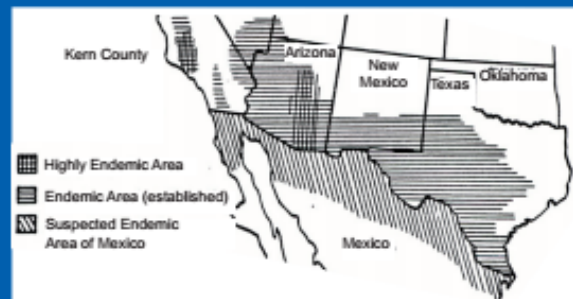 Kern County
Arizona
New
Mexico
Texas
Oklahoma
Highly Endemic Area
Endemic Area (established)
Suspected Endemic
Area of Mexico
Mexico